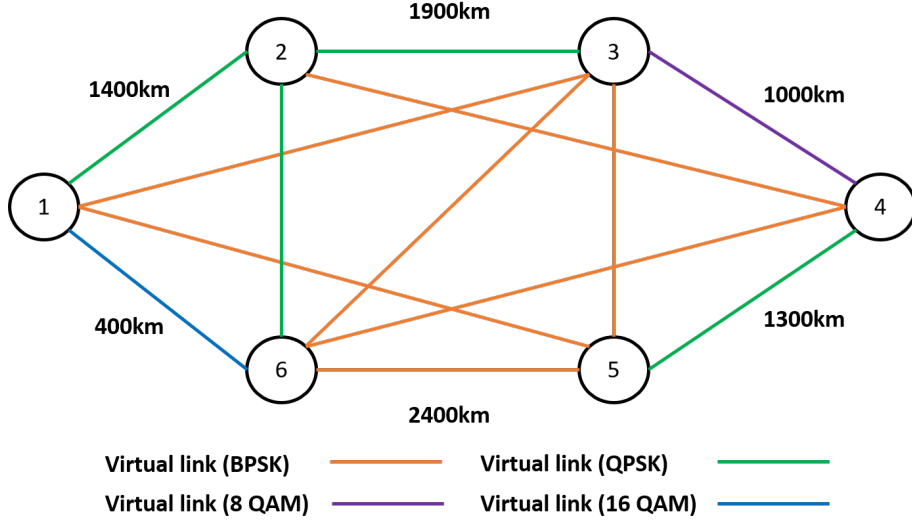 1900km
2
3
1400km
1000km
1
4
400km
1300km
6
5
2400km
Virtual link (BPSK)
Virtual link (QPSK)
Virtual link (8 QAM)
Virtual link (16 QAM)